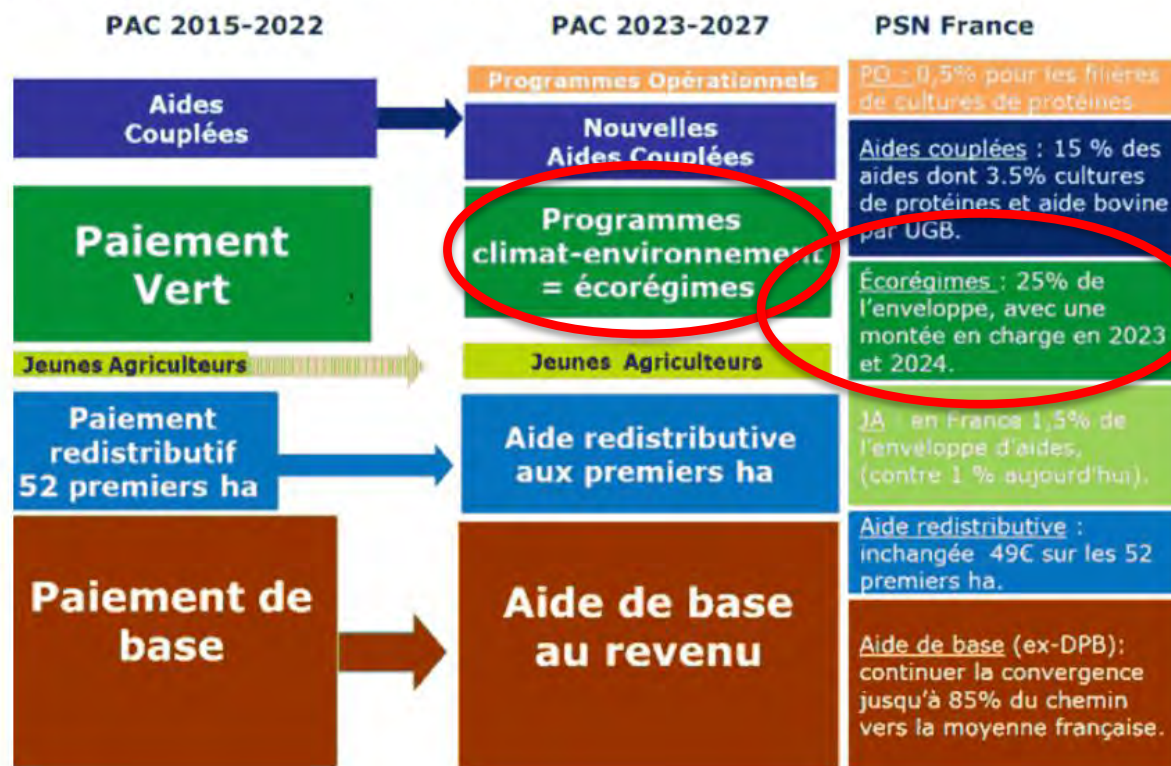 PAC 2015-2022
PAC 2023-2027
PSN France
Aides
Couplées
Paiement
Vert
Jeunes Agriculteurs
Paiement
redistributif
52 premiers ha
Paiement de
base
Programmes Opérationnels
Nouvelles
Aides Couplées
Programmes
climat-environnement
= écorégimes
Jeunes Agriculteurs
Aide redistributive
aux premiers ha
Aide de base
au revenu
PO : 0,5% pour les filières
de cultures de protéines
Aides couplées : 15 % des
aides dont 3.5% cultures
de protéines et aide bovine
par UGB.
Écorégimes : 25% de
l'enveloppe, avec une
montée en charge en 2023
et 2024.
JA : en France 1,5% de
l'enveloppe d'aides,
(contre 1 % aujourd'hui).
Aide redistributive :
inchangée 49€ sur les 52
premiers ha.
Aide de base (ex-DPB):
continuer la convergence
jusqu'à 85% du chemin
vers la moyenne française.